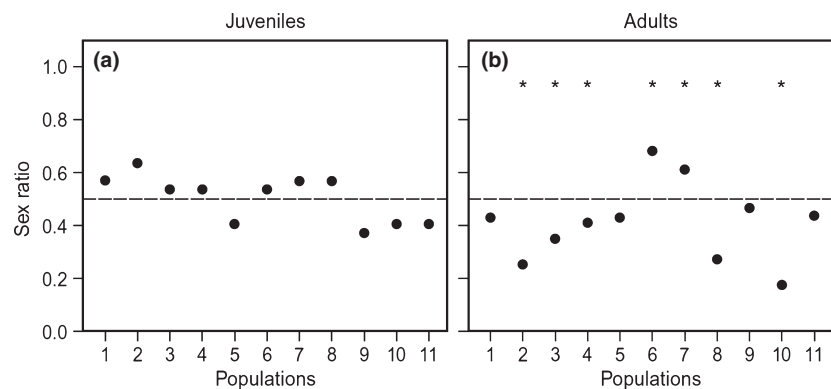 Juveniles
Adults
(a)
(b)
* * * * * * *
1.0
0.8
0.6
0.4
0.2
0.0
Sex ratio
1 2 3 4 5 6 7 8 9 10 11
1 2 3 4 5 6 7 8 9 10 11
Populations
Populations